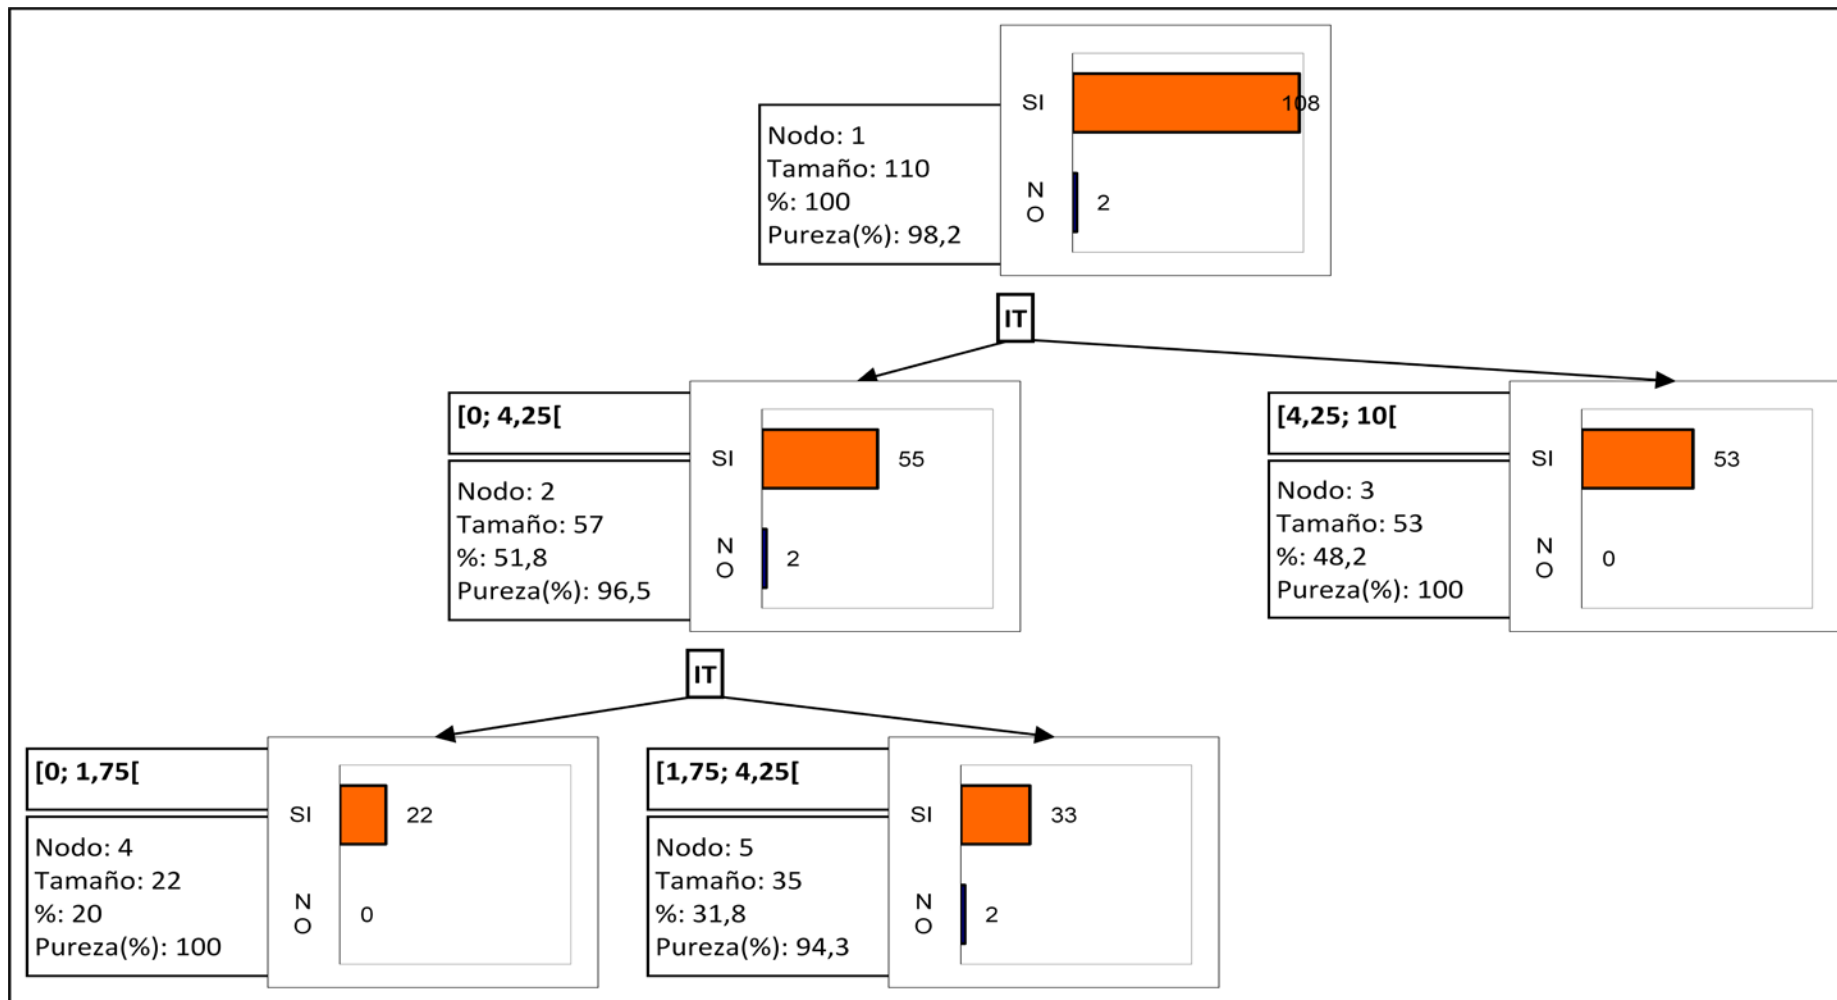 SI
108
Nodo: 1
Tamaño: 110
%: 100
Pureza(%): 98,2
N
O
2
IT
[0; 4,25[
SI
55
Nodo: 2
Tamaño: 57
%: 51,8
Pureza(%): 96,5
N
O
2
[4,25; 10[
SI
53
Nodo: 3
Tamaño: 53
%: 48,2
Pureza(%): 100
N
O
0
IT
[0; 1,75[
SI
22
Nodo: 4
Tamaño: 22
%: 20
Pureza(%): 100
N
O
0
[1,75; 4,25[
SI
33
Nodo: 5
Tamaño: 35
%: 31,8
Pureza(%): 94,3
N
O
2